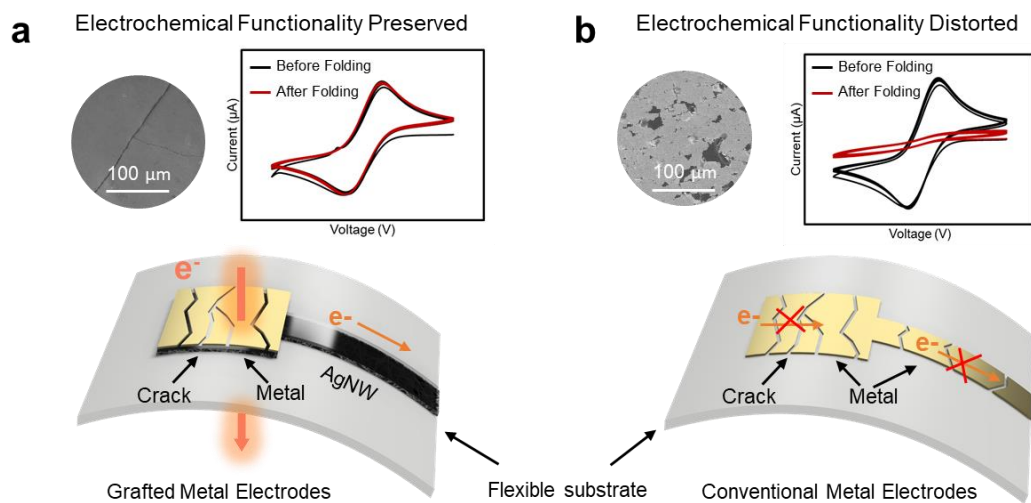 a
Electrochemical Functionality Preserved
Before Folding
After Folding
100 µm
Current (µA)
Voltage (V)
e-
e-
Crack
Metal
AgNW
Grafted Metal Electrodes
Flexible substrate
b
Electrochemical Functionality Distorted
Before Folding
After Folding
100 µm
Current (µA)
Voltage (V)
e-
e-
Crack
Metal
Conventional Metal Electrodes